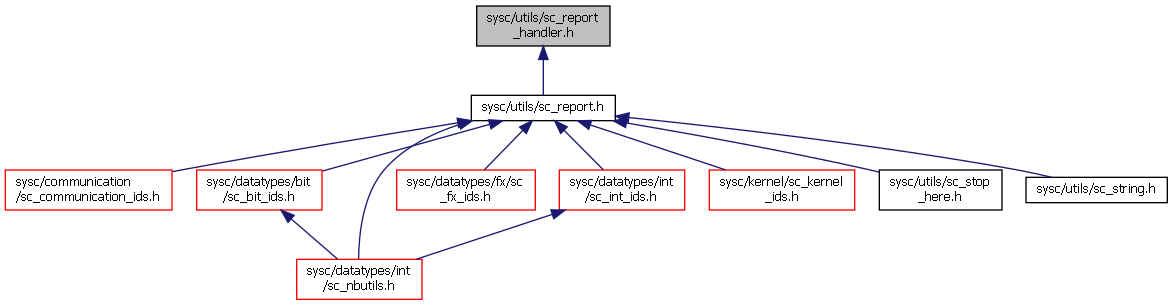 sysc/utils/sc_report
_handler.h
sysc/utils/sc_report.h
sysc/communication
/sc_communication_ids.h
sysc/datatypes/bit
/sc_bit_ids.h
sysc/datatypes/fx/sc
_fx_ids.h
sysc/datatypes/int
/sc_int_ids.h
sysc/kernel/sc_kernel
_ids.h
sysc/utils/sc_stop
_here.h
sysc/utils/sc_string.h
sysc/datatypes/int
/sc_nbutils.h